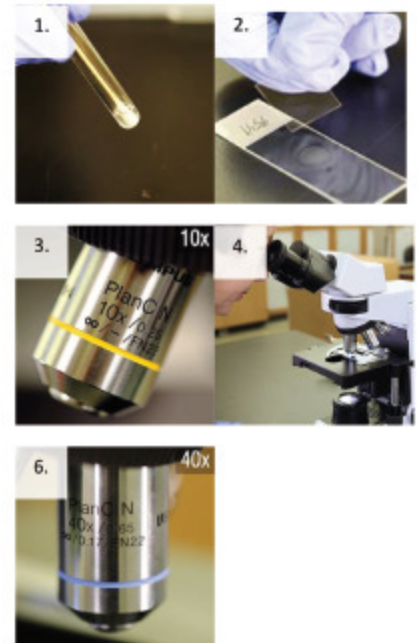 1.
2.
3.
10x
PlanC N
10x/0.25
∞/–/FN22
4.
6.
40x
PlanC N
40x/0.65
∞/0.17/FN22